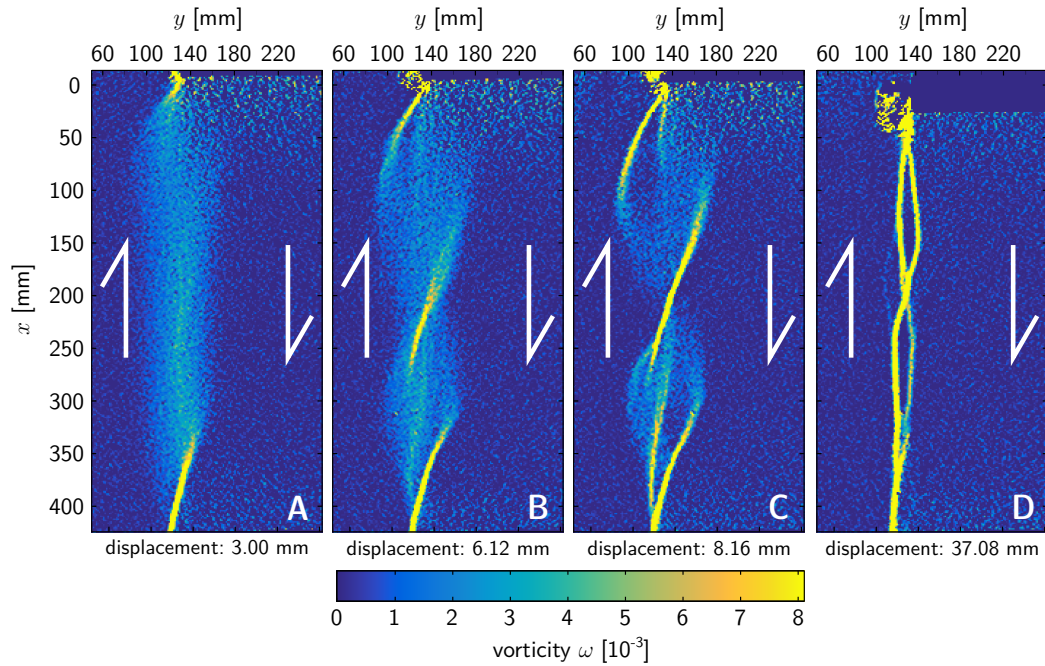 y [mm] y [mm] y [mm] y [mm]
60 100 140 180 220 60 100 140 180 220 60 100 140 180 220 60 100 140 180 220
0
50
100
150
200
250
300
350
400
x [mm]
A B C D
displacement: 3.00 mm displacement: 6.12 mm displacement: 8.16 mm displacement: 37.08 mm
0 1 2 3 4 5 6 7 8
vorticity ω [10⁻³]